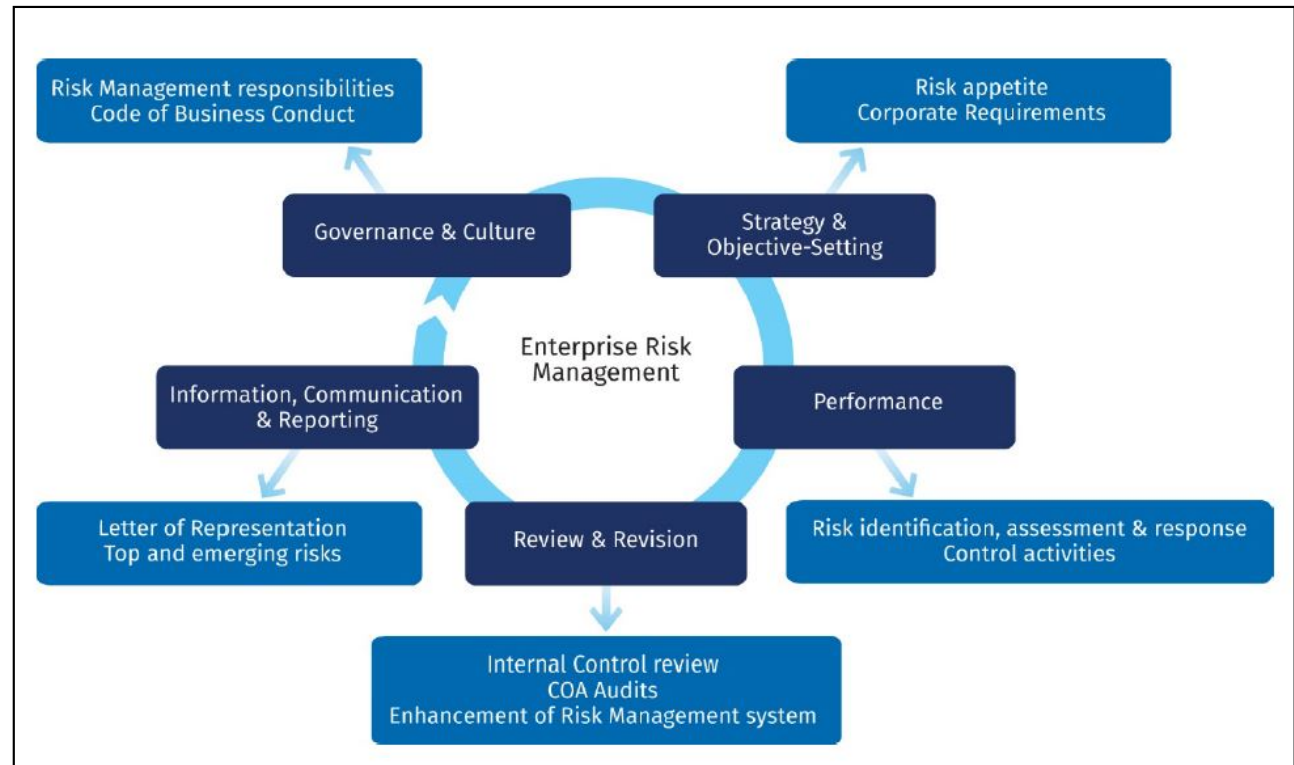 Risk Management responsibilities
Code of Business Conduct
Risk appetite
Corporate Requirements
Governance & Culture
Strategy &
Objective-Setting
Enterprise Risk
Management
Information, Communication
& Reporting
Performance
Letter of Representation
Top and emerging risks
Review & Revision
Risk identification, assessment & response
Control activities
Internal Control review
COA Audits
Enhancement of Risk Management system